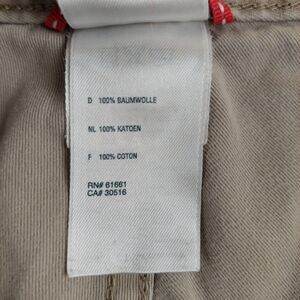 D 100% BAUMWOLLE
NL 100% KATOEN
F 100% COTON
RN# 61661
CA# 30516